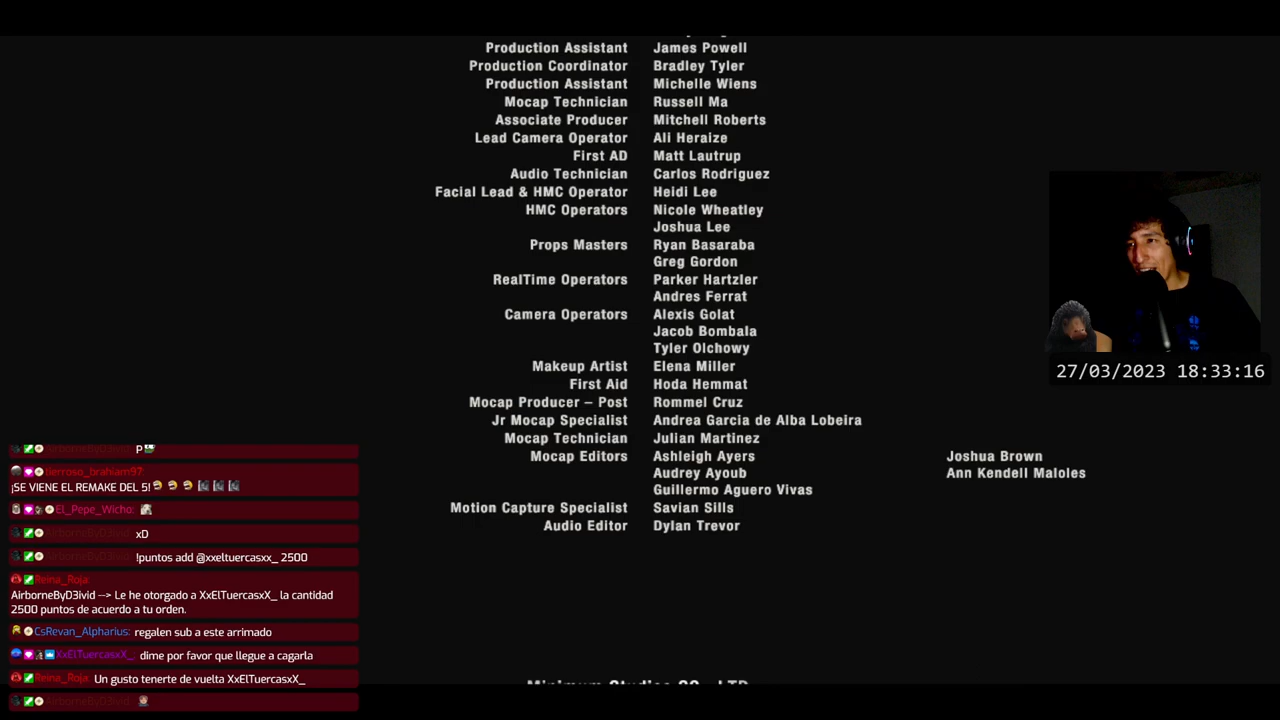 Production Assistant James Powell
Production Coordinator Bradley Tyler
Production Assistant Michelle Wiens
Mocap Technician Russell Ma
Associate Producer Mitchell Roberts
Lead Camera Operator Ali Heraize
First AD Matt Lautrup
Audio Technician Carlos Rodriguez
Facial Lead & HMC Operator Heidi Lee
HMC Operators Nicole Wheatley
Joshua Lee
Props Masters Ryan Basaraba
Greg Gordon
RealTime Operators Parker Hartzler
Andres Ferrat
Camera Operators Alexis Golat
Jacob Bombala
Tyler Olchowy
Makeup Artist Elena Miller
First Aid Hoda Hemmat
Mocap Producer – Post Rommel Cruz
Jr Mocap Specialist Andrea Garcia de Alba Lobeira
Mocap Technician Julian Martinez
Mocap Editors Ashleigh Ayers Joshua Brown
Audrey Ayoub Ann Kendell Maloles
Guillermo Aguero Vivas
Motion Capture Specialist Savian Sills
Audio Editor Dylan Trevor
27/03/2023 18:33:16
AirborneByD3ivid: P
tierroso_brahiam97:
¡SE VIENE EL REMAKE DEL 5!
El_Pepe_Wicho:
AirborneByD3ivid: xD
AirborneByD3ivid: !puntos add @xxeltuercasxx_ 2500
Reina_Roja:
AirborneByD3ivid --> Le he otorgado a XxElTuercasxX_ la cantidad
2500 puntos de acuerdo a tu orden.
CsRevan_Alpharius: regalen sub a este arrimado
XxElTuercasxX_: dime por favor que llegue a cagarla
Reina_Roja: Un gusto tenerte de vuelta XxElTuercasxX_
AirborneByD3ivid: